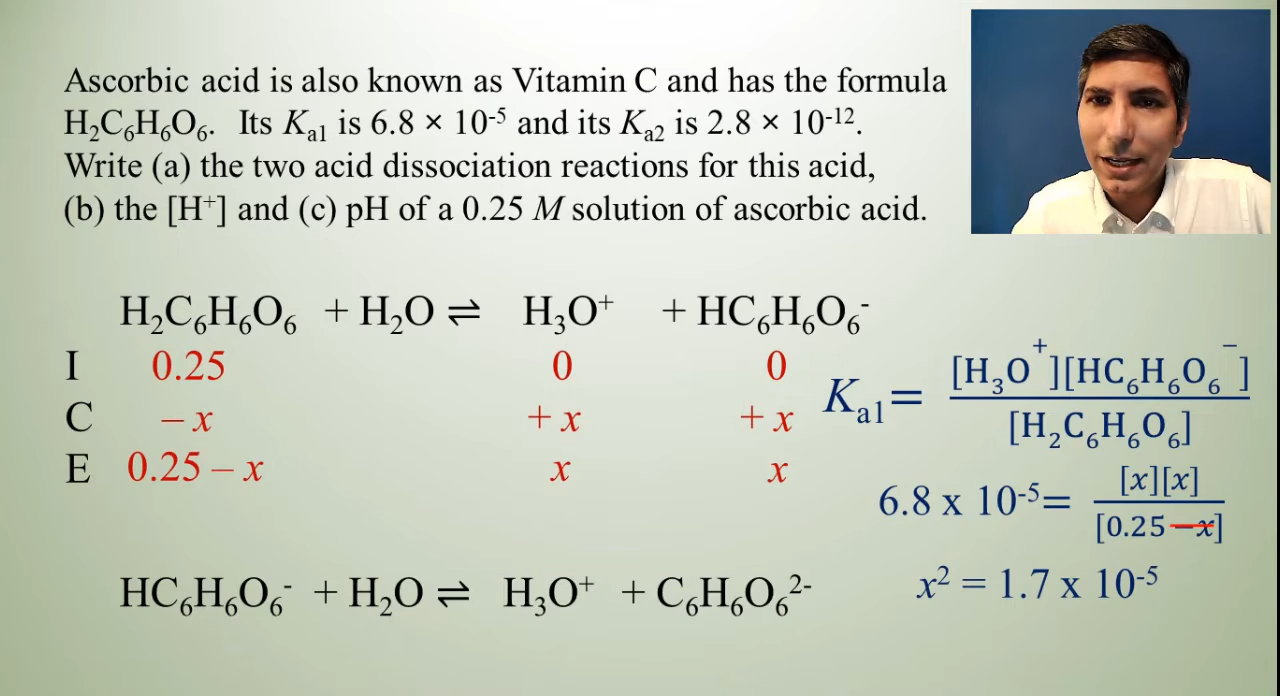 Ascorbic acid is also known as Vitamin C and has the formula
H₂C₆H₆O₆. Its Kₐ₁ is 6.8 × 10⁻⁵ and its Kₐ₂ is 2.8 × 10⁻¹².
Write (a) the two acid dissociation reactions for this acid,
(b) the [H⁺] and (c) pH of a 0.25 M solution of ascorbic acid.
H₂C₆H₆O₆ + H₂O ⇌ H₃O⁺ + HC₆H₆O₆⁻
I 0.25 0 0
C – x + x + x
E 0.25 – x x x
Kₐ₁ = [H₃O⁺][HC₆H₆O₆⁻] / [H₂C₆H₆O₆]
6.8 x 10⁻⁵ = [x][x] / [0.25 – x]
x² = 1.7 x 10⁻⁵
HC₆H₆O₆⁻ + H₂O ⇌ H₃O⁺ + C₆H₆O₆²⁻